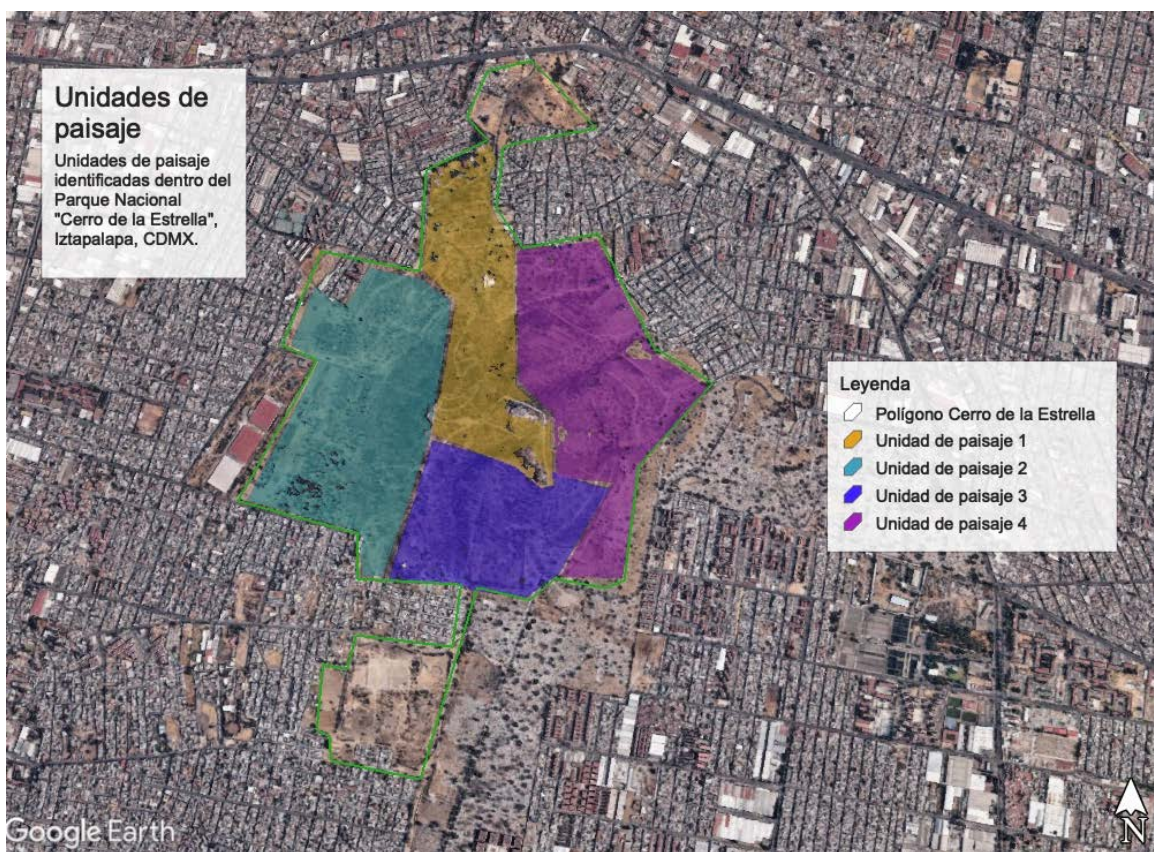 Unidades de
paisaje
Unidades de paisaje
identificadas dentro del
Parque Nacional
"Cerro de la Estrella",
Iztapalapa, CDMX.
Leyenda
Polígono Cerro de la Estrella
Unidad de paisaje 1
Unidad de paisaje 2
Unidad de paisaje 3
Unidad de paisaje 4
Google Earth
N